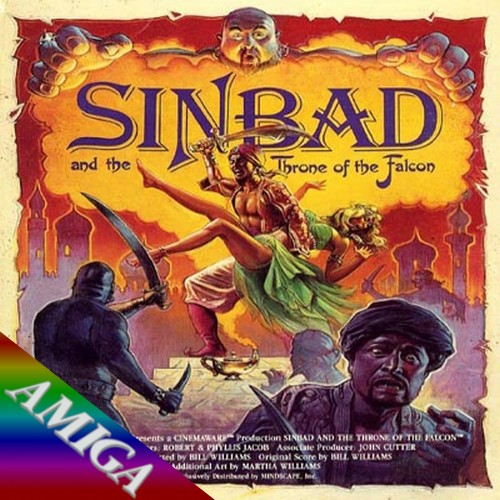 SINBAD
and the Throne of the Falcon
presents a CINEMAWARE™ Production SINBAD AND THE THRONE OF THE FALCON™
ROBERT & PHYLLIS JACOB Associate Producer: JOHN CUTTER
by BILL WILLIAMS Original Score by BILL WILLIAMS
Additional Art by MARTHA WILLIAMS
Distributed by MINDSCAPE, Inc.
AMIGA